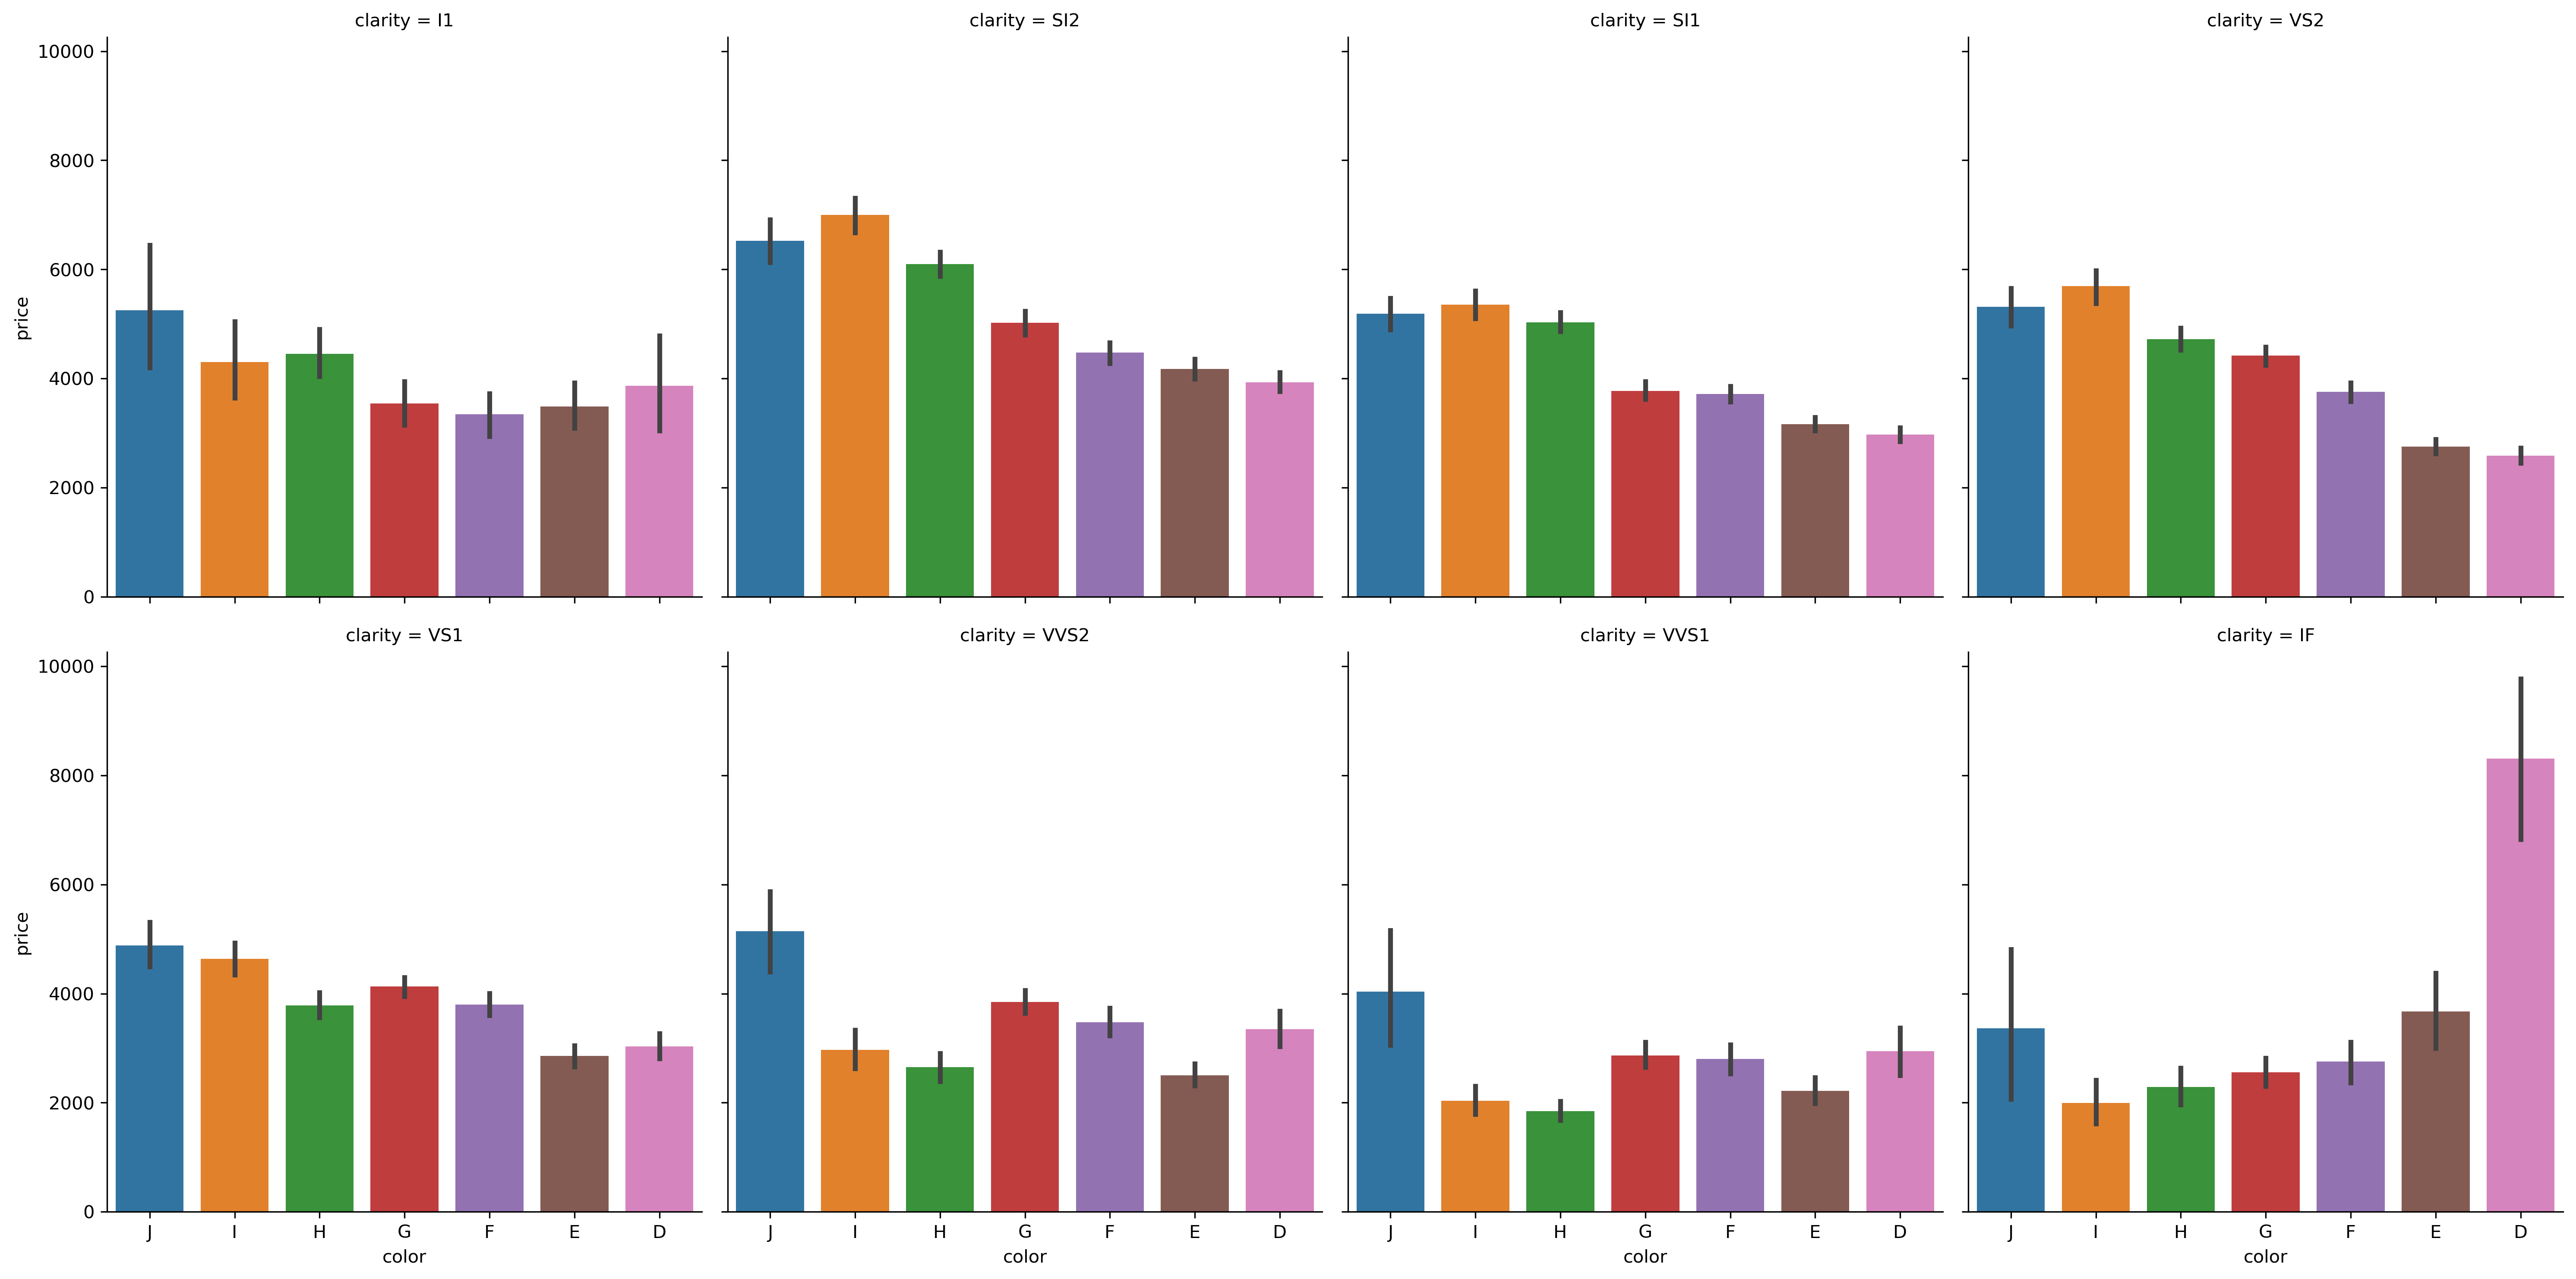 clarity = I1
clarity = SI2
clarity = SI1
clarity = VS2
10000
8000
6000
4000
2000
0
price
clarity = VS1
clarity = VVS2
clarity = VVS1
clarity = IF
10000
8000
6000
4000
2000
0
price
J I H G F E D
J I H G F E D
J I H G F E D
J I H G F E D
color
color
color
color